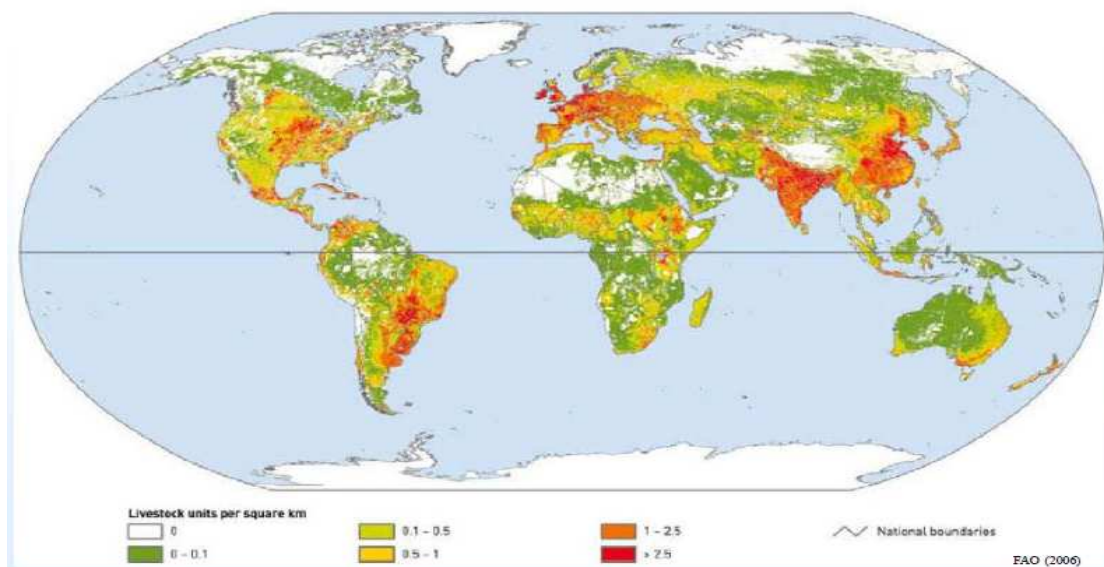 Livestock units per square km
0
0 – 0.1
0.1 – 0.5
0.5 – 1
1 – 2.5
> 2.5
National boundaries
FAO (2006)